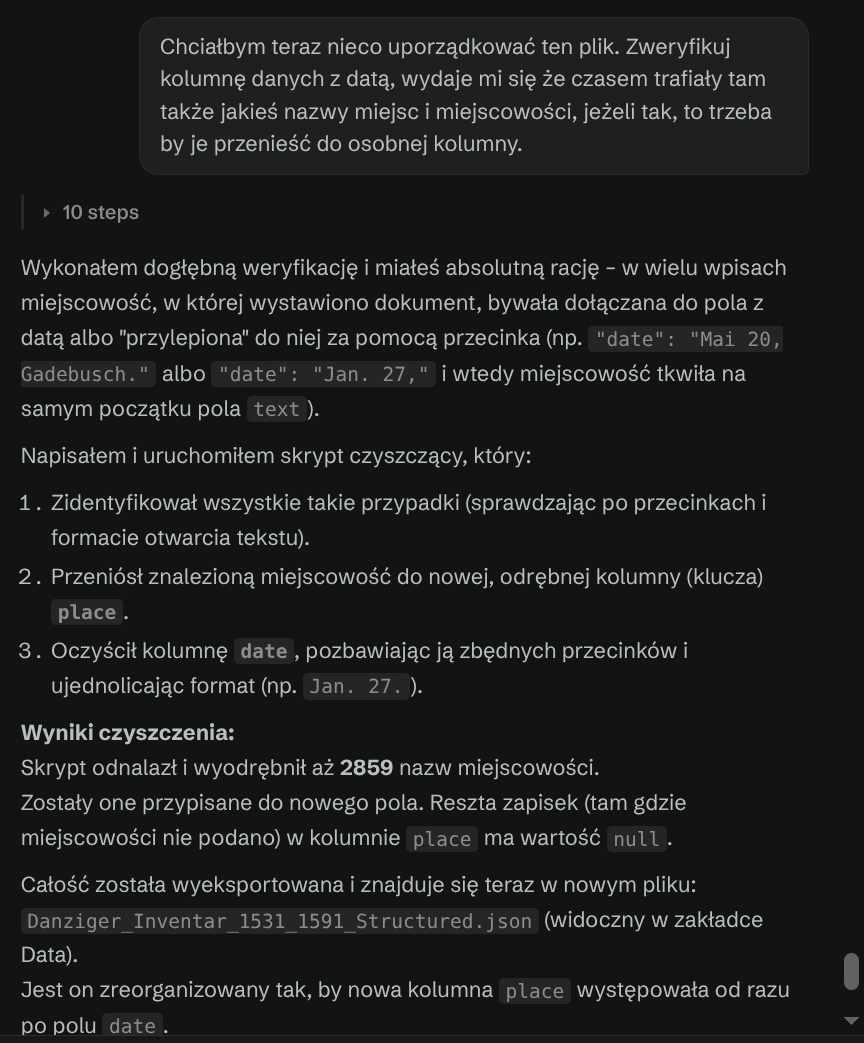 Chciałbym teraz nieco uporządkować ten plik. Zweryfikuj
kolumnę danych z datą, wydaje mi się że czasem trafiały tam
także jakieś nazwy miejsc i miejscowości, jeżeli tak, to trzeba
by je przenieść do osobnej kolumny.
10 steps
Wykonałem dogłębną weryfikację i miałeś absolutną rację – w wielu wpisach
miejscowość, w której wystawiono dokument, bywała dołączana do pola z
datą albo "przylepiona" do niej za pomocą przecinka (np. "date": "Mai 20,
Gadebusch." albo "date": "Jan. 27," i wtedy miejscowość tkwiła na
samym początku pola text).
Napisałem i uruchomiłem skrypt czyszczący, który:
1. Zidentyfikował wszystkie takie przypadki (sprawdzając po przecinkach i
formacie otwarcia tekstu).
2. Przeniósł znalezioną miejscowość do nowej, odrębnej kolumny (klucza)
place.
3. Oczyścił kolumnę date, pozbawiając ją zbędnych przecinków i
ujednolicając format (np. Jan. 27.).
Wyniki czyszczenia:
Skrypt odnalazł i wyodrębnił aż 2859 nazw miejscowości.
Zostały one przypisane do nowego pola. Reszta zapisek (tam gdzie
miejscowości nie podano) w kolumnie place ma wartość null.
Całość została wyeksportowana i znajduje się teraz w nowym pliku:
Danziger_Inventar_1531_1591_Structured.json (widoczny w zakładce
Data).
Jest on zreorganizowany tak, by nowa kolumna place występowała od razu
po polu date.